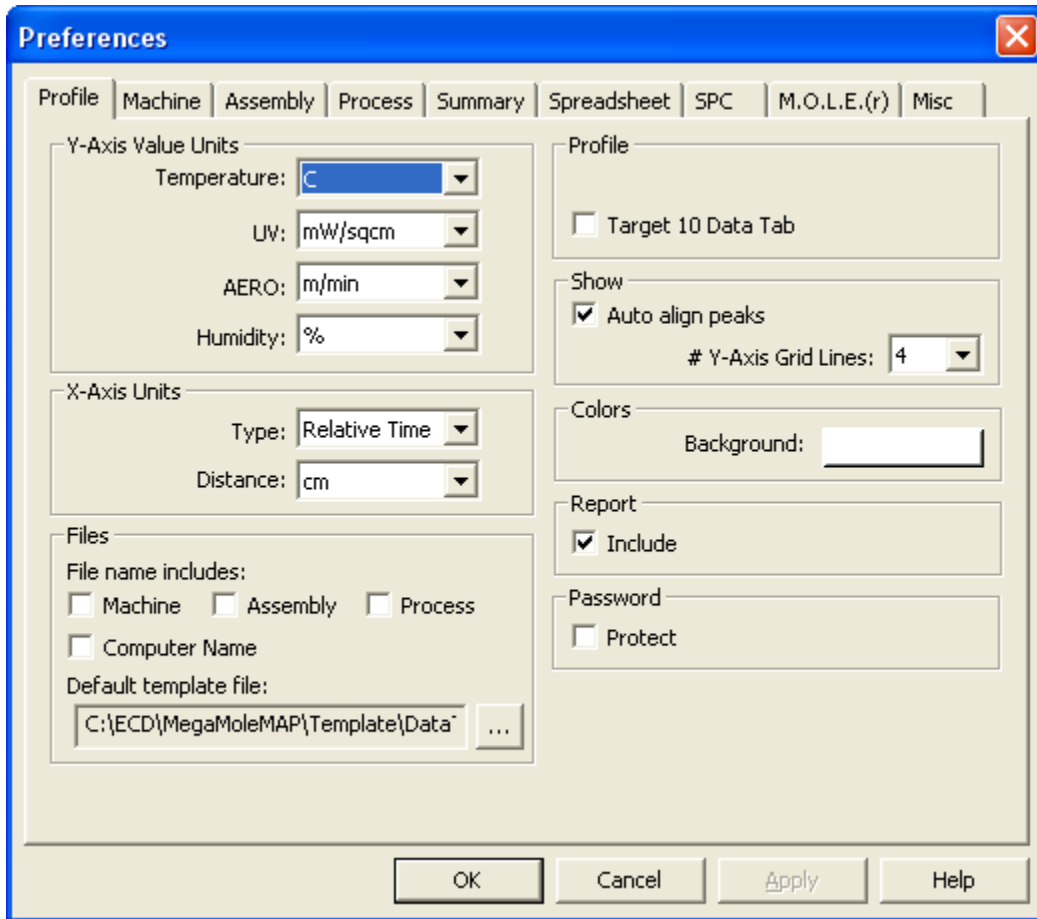 Preferences
Profile Machine Assembly Process Summary Spreadsheet SPC M.O.L.E.(r) Misc
Y-Axis Value Units
Temperature: C
UV: mW/sqcm
AERO: m/min
Humidity: %
X-Axis Units
Type: Relative Time
Distance: cm
Files
File name includes:
Machine Assembly Process
Computer Name
Default template file:
C:\ECD\MegaMoleMAP\Template\Data
...
Profile
Target 10 Data Tab
Show
Auto align peaks
# Y-Axis Grid Lines: 4
Colors
Background:
Report
Include
Password
Protect
OK Cancel Apply Help